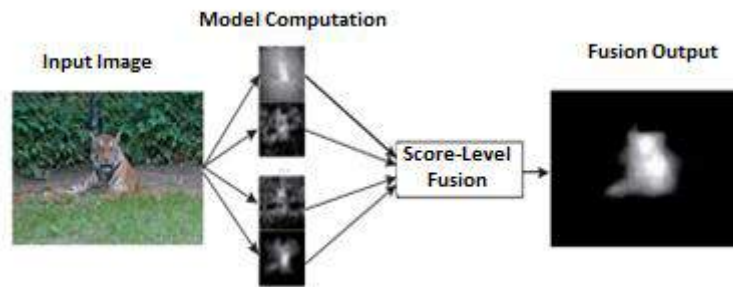 Model Computation
Input Image
Fusion Output
...
Score-Level
Fusion